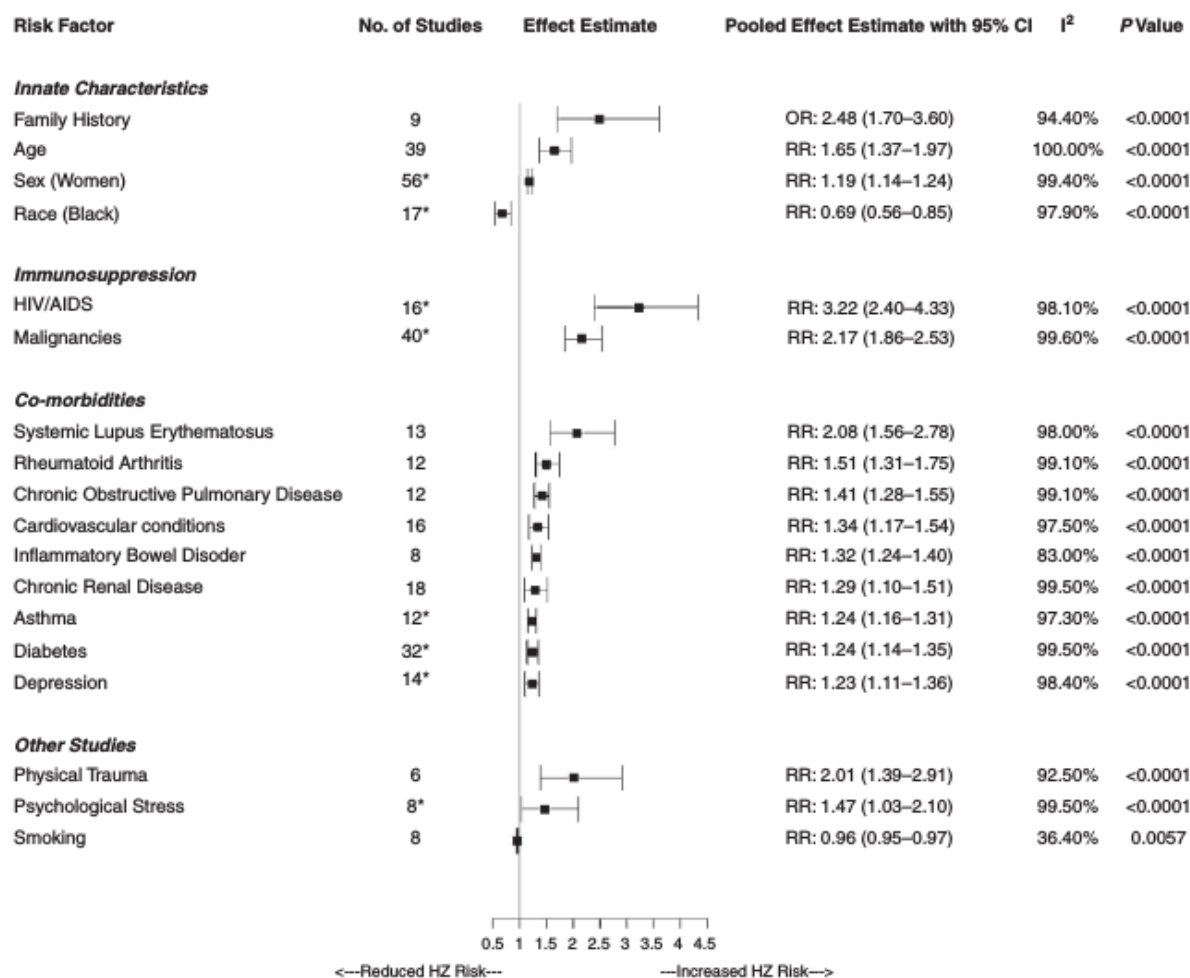 Risk Factor No. of Studies Effect Estimate Pooled Effect Estimate with 95% CI I² P Value
Innate Characteristics
Family History 9 OR: 2.48 (1.70–3.60) 94.40% <0.0001
Age 39 RR: 1.65 (1.37–1.97) 100.00% <0.0001
Sex (Women) 56* RR: 1.19 (1.14–1.24) 99.40% <0.0001
Race (Black) 17* RR: 0.69 (0.56–0.85) 97.90% <0.0001
Immunosuppression
HIV/AIDS 16* RR: 3.22 (2.40–4.33) 98.10% <0.0001
Malignancies 40* RR: 2.17 (1.86–2.53) 99.60% <0.0001
Co-morbidities
Systemic Lupus Erythematosus 13 RR: 2.08 (1.56–2.78) 98.00% <0.0001
Rheumatoid Arthritis 12 RR: 1.51 (1.31–1.75) 99.10% <0.0001
Chronic Obstructive Pulmonary Disease 12 RR: 1.41 (1.28–1.55) 99.10% <0.0001
Cardiovascular conditions 16 RR: 1.34 (1.17–1.54) 97.50% <0.0001
Inflammatory Bowel Disoder 8 RR: 1.32 (1.24–1.40) 83.00% <0.0001
Chronic Renal Disease 18 RR: 1.29 (1.10–1.51) 99.50% <0.0001
Asthma 12* RR: 1.24 (1.16–1.31) 97.30% <0.0001
Diabetes 32* RR: 1.24 (1.14–1.35) 99.50% <0.0001
Depression 14* RR: 1.23 (1.11–1.36) 98.40% <0.0001
Other Studies
Physical Trauma 6 RR: 2.01 (1.39–2.91) 92.50% <0.0001
Psychological Stress 8* RR: 1.47 (1.03–2.10) 99.50% <0.0001
Smoking 8 RR: 0.96 (0.95–0.97) 36.40% 0.0057
0.5 1 1.5 2 2.5 3 3.5 4 4.5
<---Reduced HZ Risk--- ---Increased HZ Risk--->